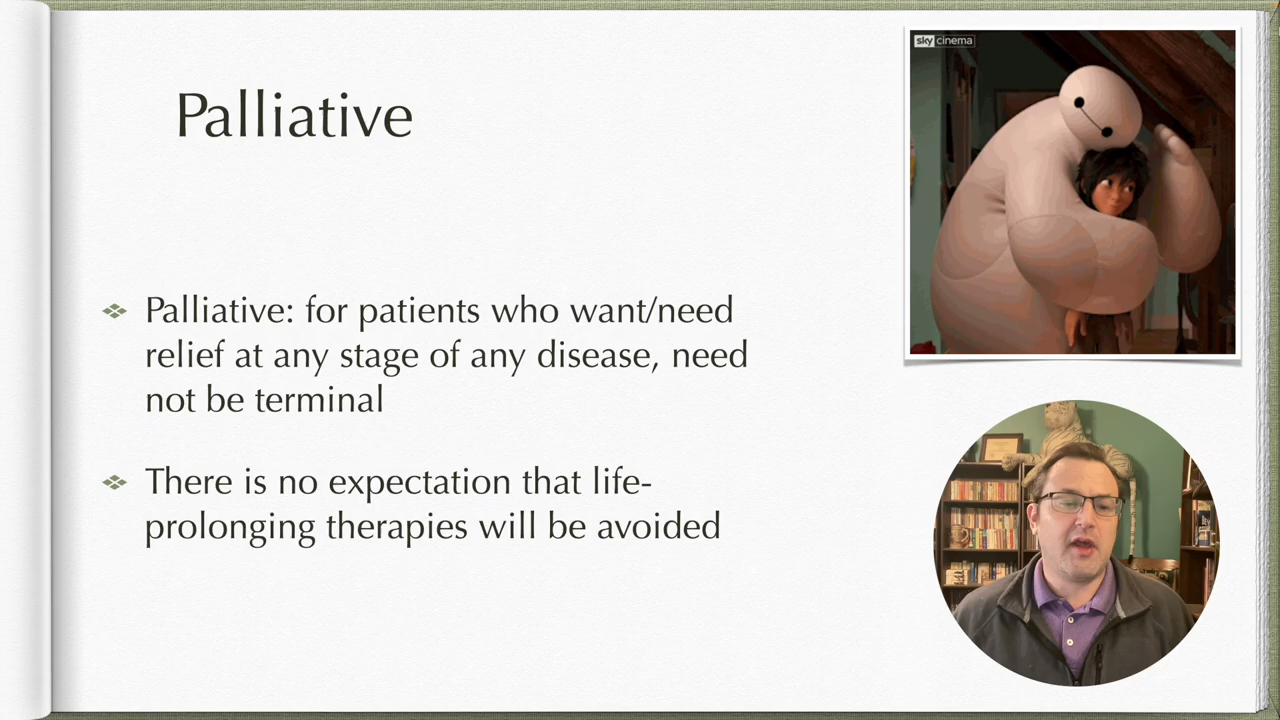 sky cinema
Palliative
Palliative: for patients who want/need
relief at any stage of any disease, need
not be terminal
There is no expectation that life-
prolonging therapies will be avoided